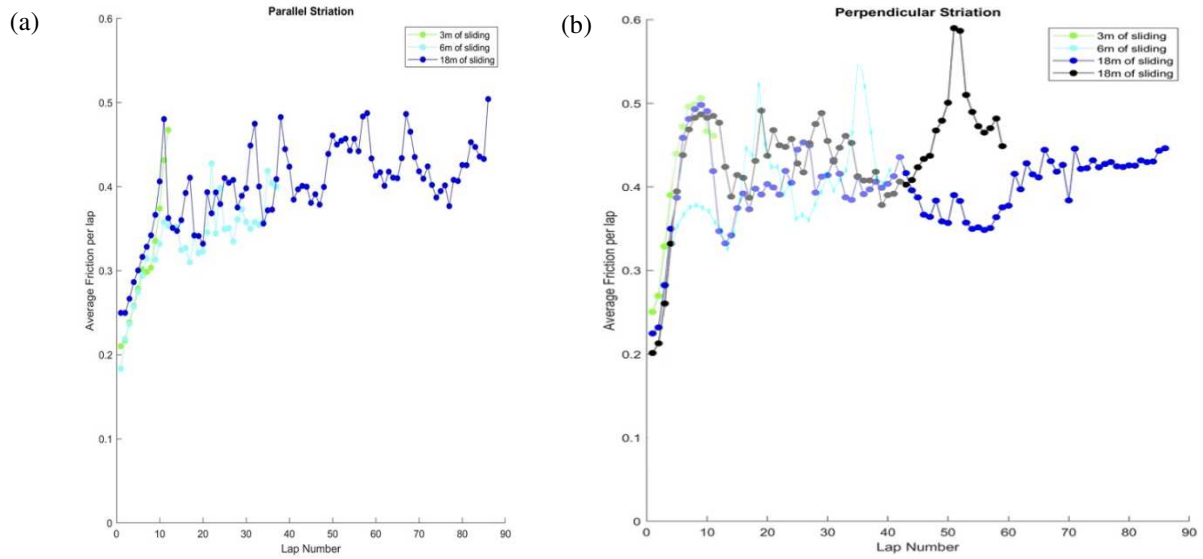 (a)
Parallel Striation
3m of sliding
6m of sliding
18m of sliding
0.6
0.5
0.4
0.3
0.2
0.1
0
Average Friction per lap
0 10 20 30 40 50 60 70 80 90
Lap Number
(b)
Perpendicular Striation
3m of sliding
6m of sliding
18m of sliding
18m of sliding
0.6
0.5
0.4
0.3
0.2
0.1
0
Average Friction per lap
0 10 20 30 40 50 60 70 80 90
Lap Number